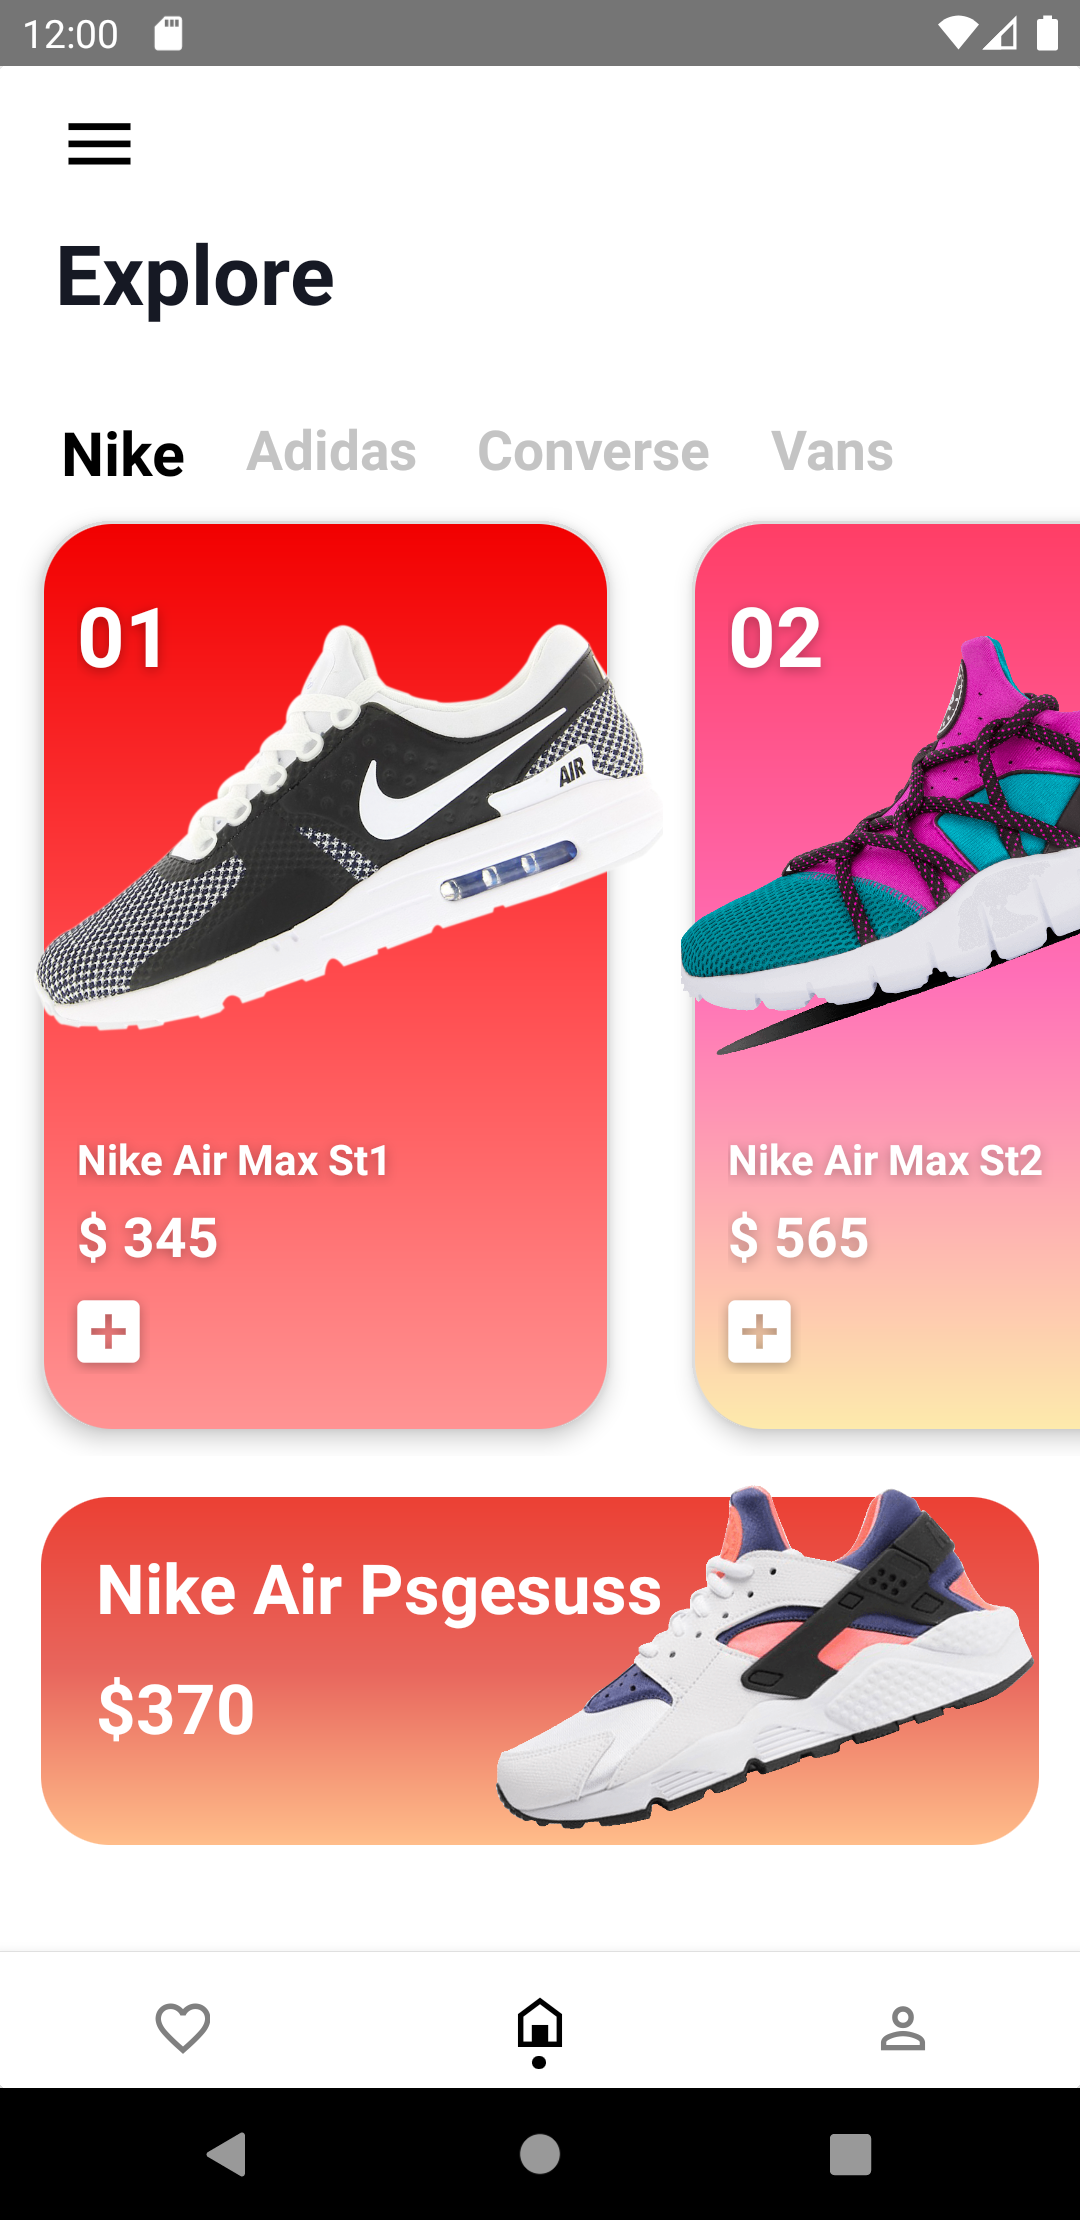 12:00
Explore
Nike Adidas Converse Vans
01
02
AIR
Nike Air Max St1
$ 345
Nike Air Max St2
$ 565
Nike Air Psgesuss
$370